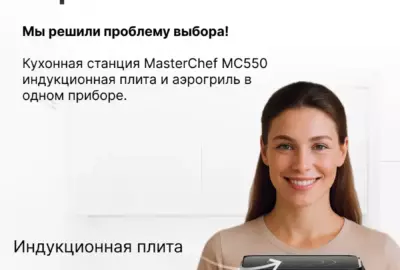 Мы решили проблему выбора!
Кухонная станция MasterChef MC550
индукционная плита и аэрогриль в
одном приборе.
Индукционная плита